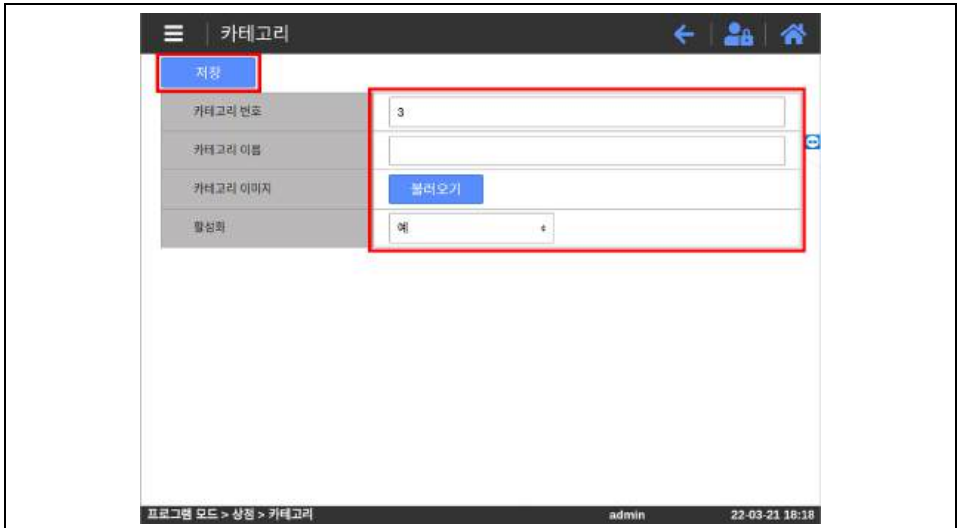 카테고리
저장
카테고리 번호
3
카테고리 이름
카테고리 이미지
불러오기
활성화
예
프로그램 모드 > 상점 > 카테고리
admin
22-03-21 18:18